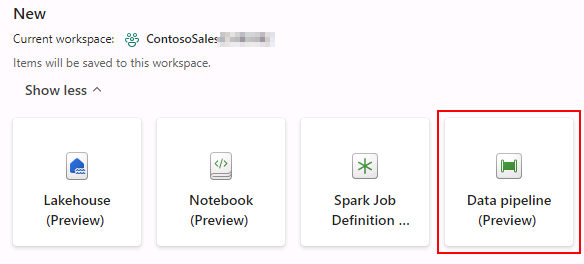 New
Current workspace: ContosoSales
Items will be saved to this workspace.
Show less
Lakehouse
(Preview)
Notebook
(Preview)
Spark Job
Definition ...
Data pipeline
(Preview)